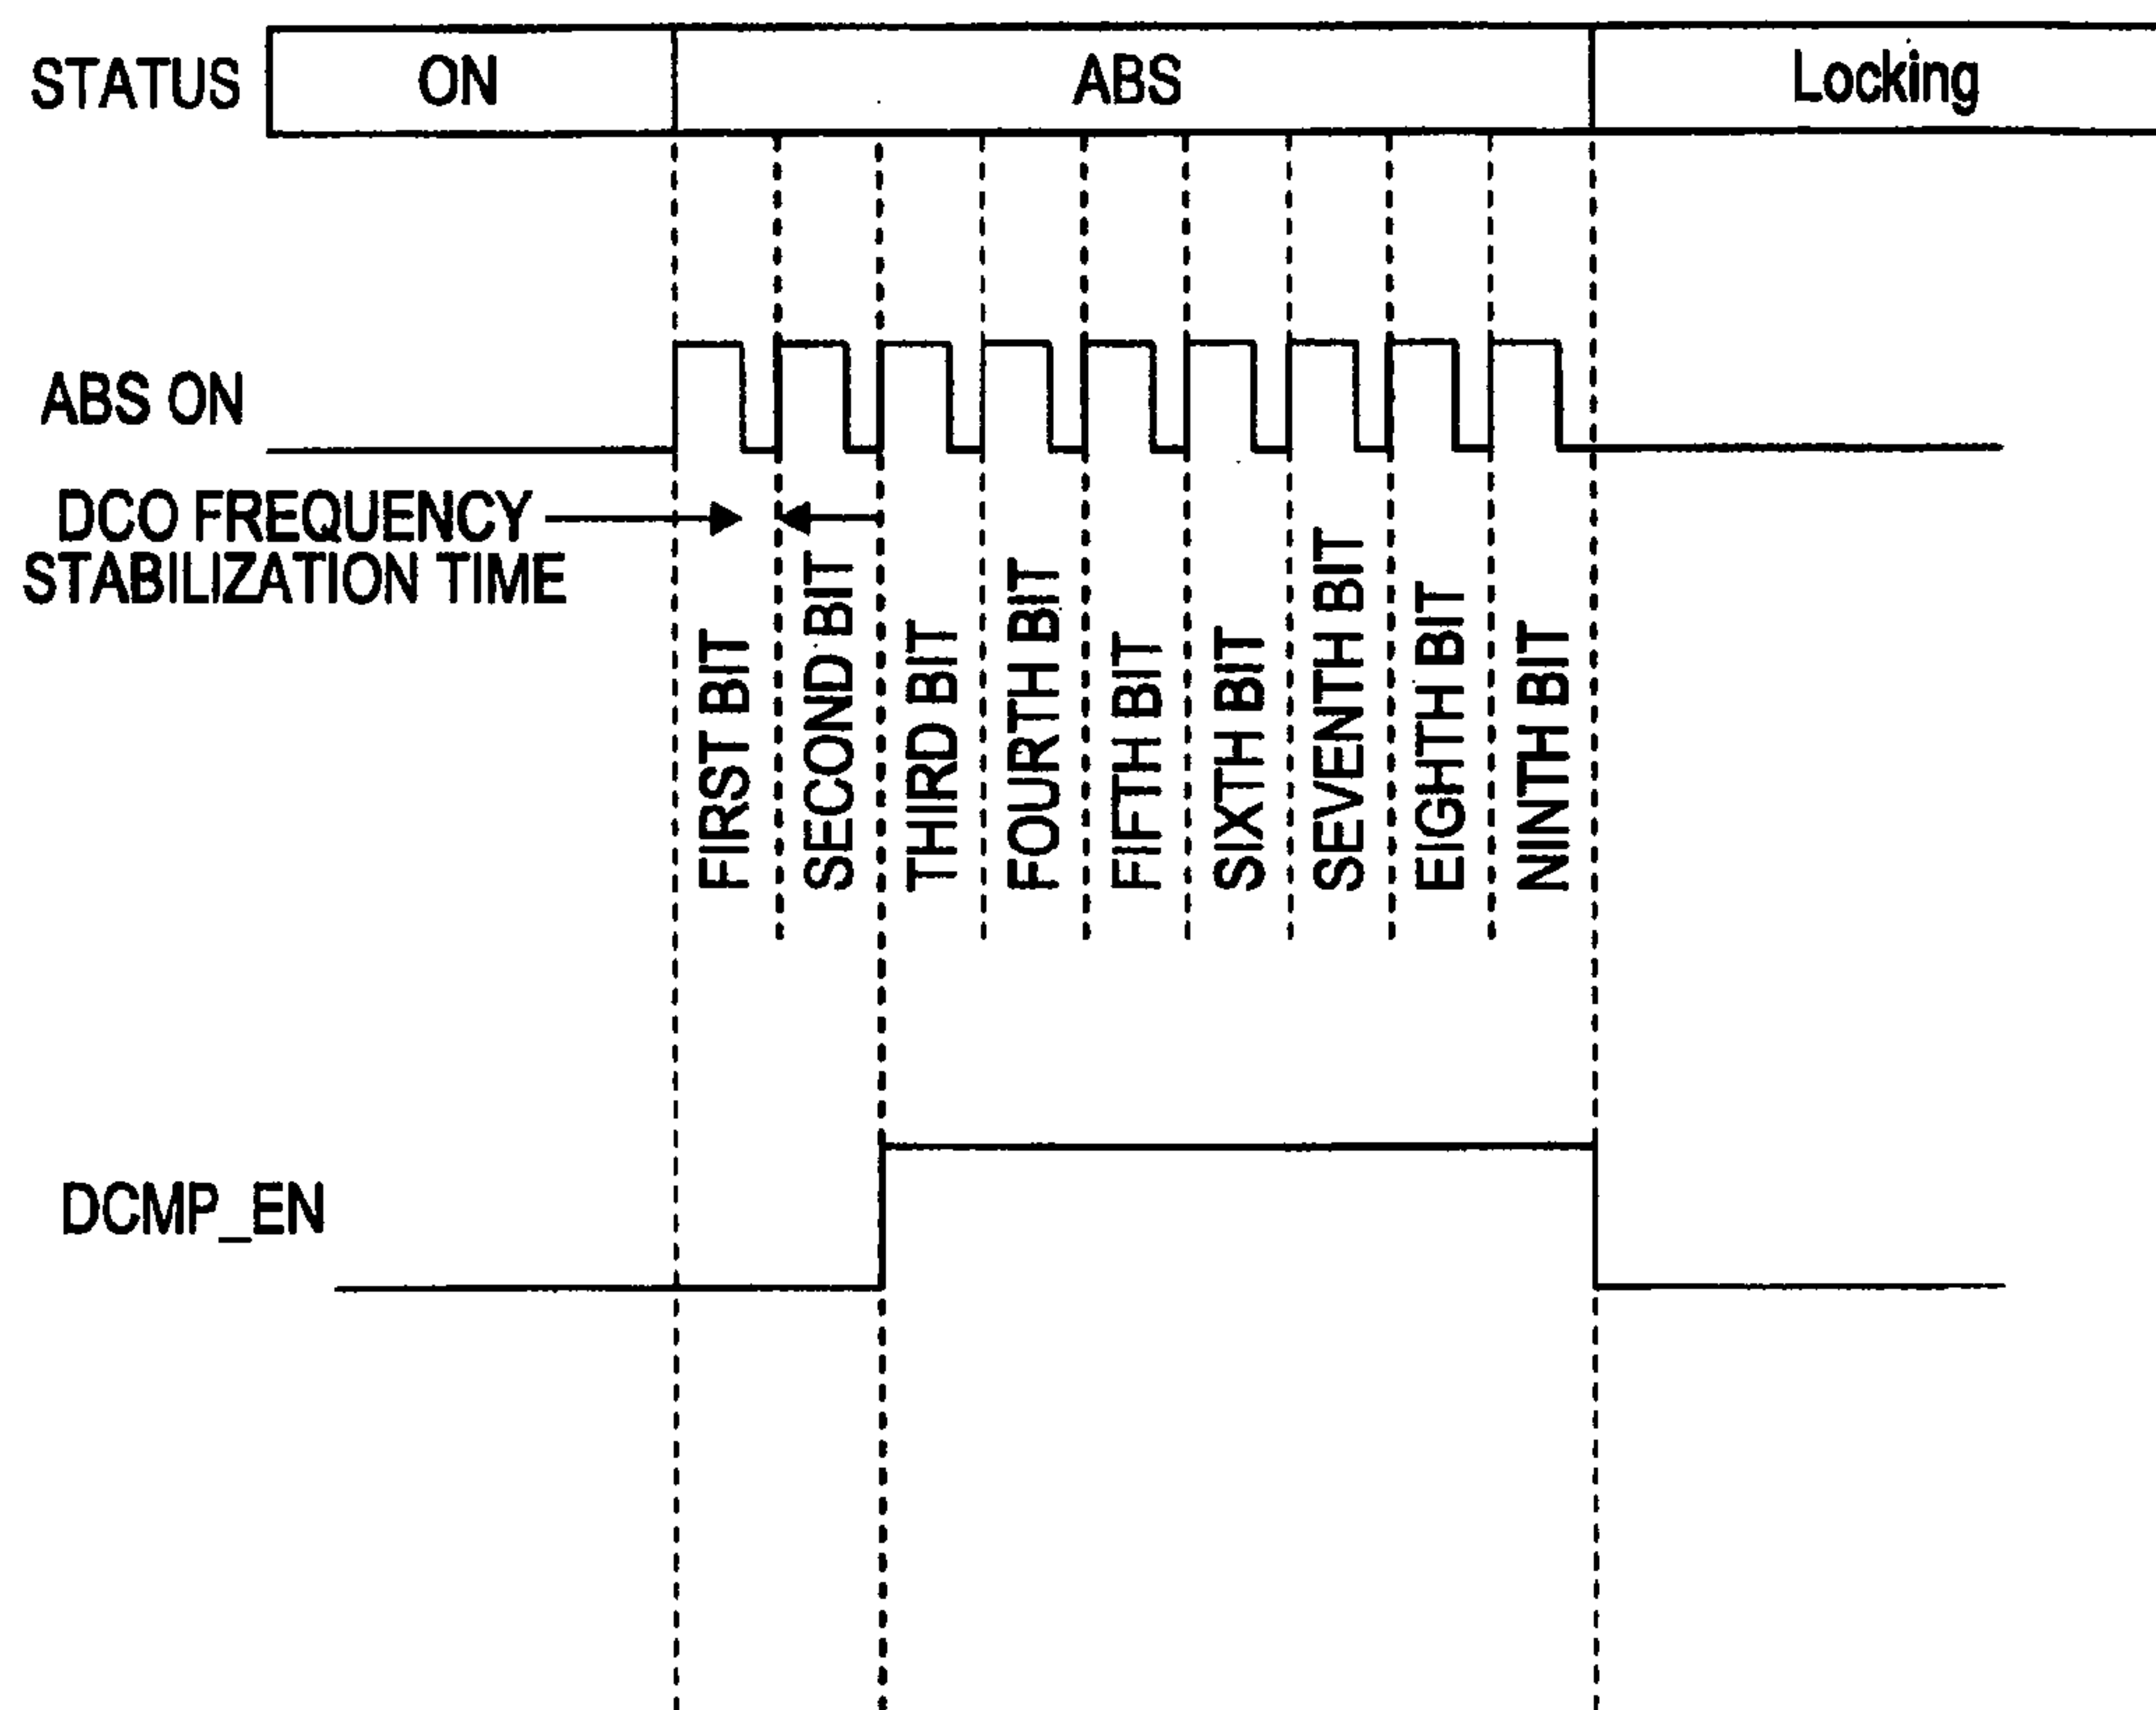 STATUS
ON
ABS
Locking
ABS ON
DCO FREQUENCY
STABILIZATION TIME
FIRST BIT
SECOND BIT
THIRD BIT
FOURTH BIT
FIFTH BIT
SIXTH BIT
SEVENTH BIT
EIGHTH BIT
NINTH BIT
DCMP_EN